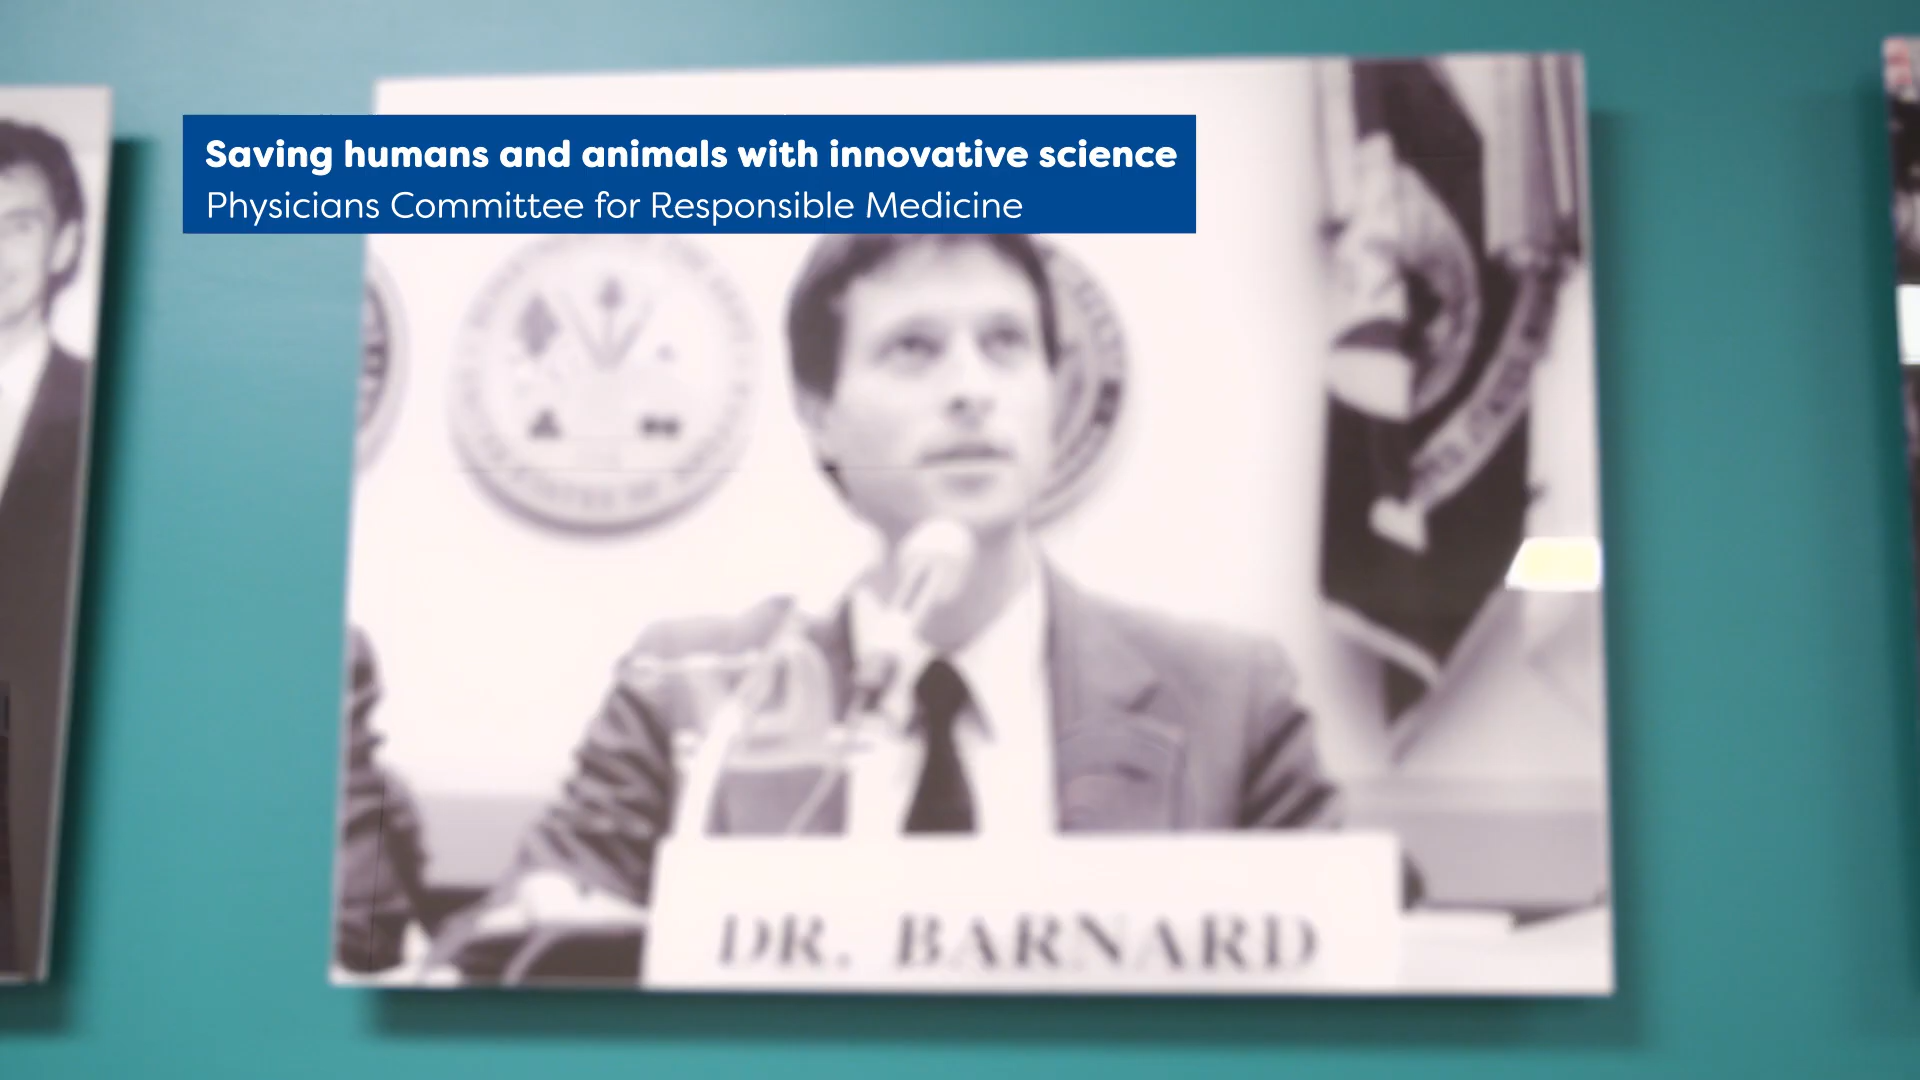 Saving humans and animals with innovative science
Physicians Committee for Responsible Medicine
DR. BARNARD